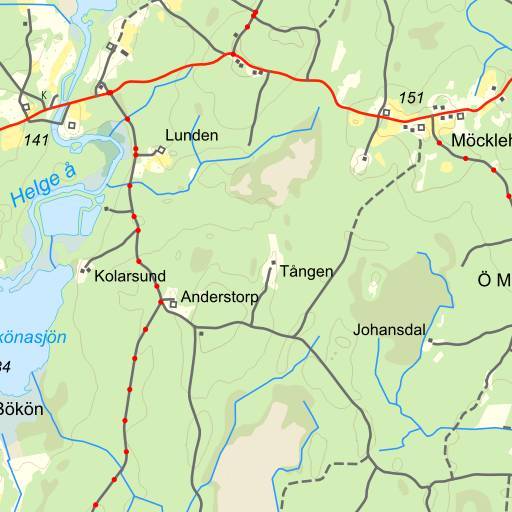 K
151
141
Lunden
Möckleh
Helge å
Kolarsund
Tången
Ö M
Anderstorp
Johansdal
könasjön
34
Bökön